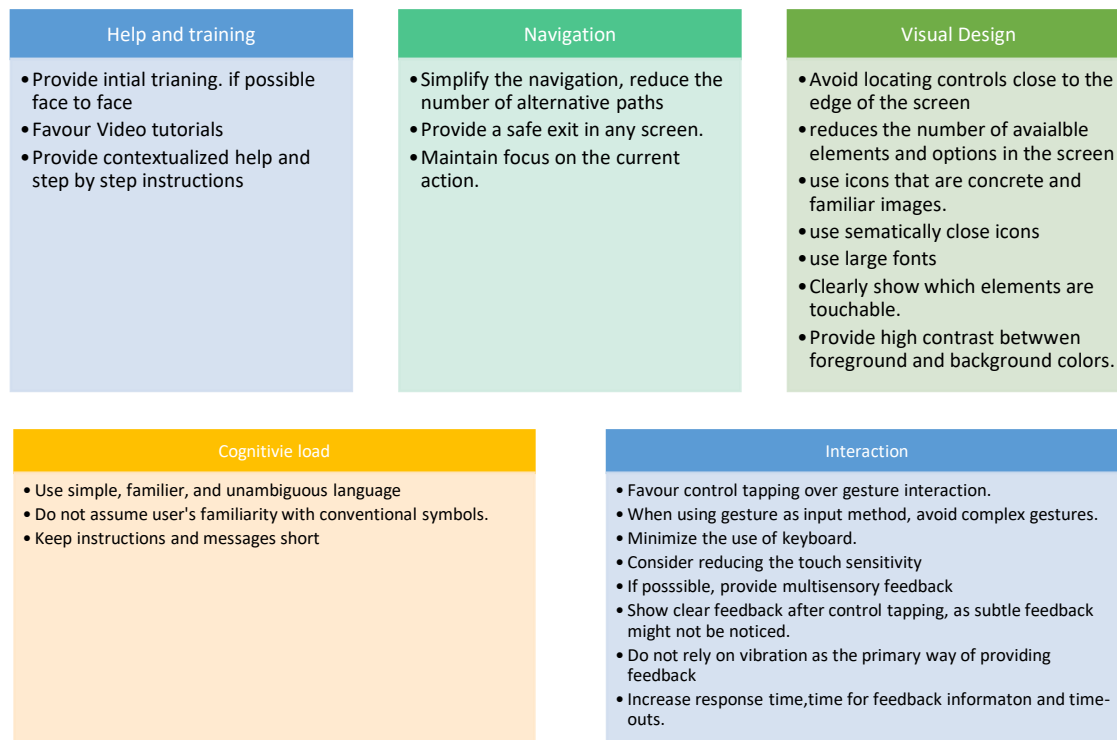 Help and training
• Provide intial trianing. if possible
face to face
• Favour Video tutorials
• Provide contextualized help and
step by step instructions
Navigation
• Simplify the navigation, reduce the
number of alternative paths
• Provide a safe exit in any screen.
• Maintain focus on the current
action.
Visual Design
• Avoid locating controls close to the
edge of the screen
• reduces the number of avaialble
elements and options in the screen
• use icons that are concrete and
familiar images.
• use sematically close icons
• use large fonts
• Clearly show which elements are
touchable.
• Provide high contrast betwwen
foreground and background colors.
Cognitivie load
• Use simple, familier, and unambiguous language
• Do not assume user's familiarity with conventional symbols.
• Keep instructions and messages short
Interaction
• Favour control tapping over gesture interaction.
• When using gesture as input method, avoid complex gestures.
• Minimize the use of keyboard.
• Consider reducing the touch sensitivity
• If posssible, provide multisensory feedback
• Show clear feedback after control tapping, as subtle feedback
might not be noticed.
• Do not rely on vibration as the primary way of providing
feedback
• Increase response time,time for feedback informaton and time-
outs.